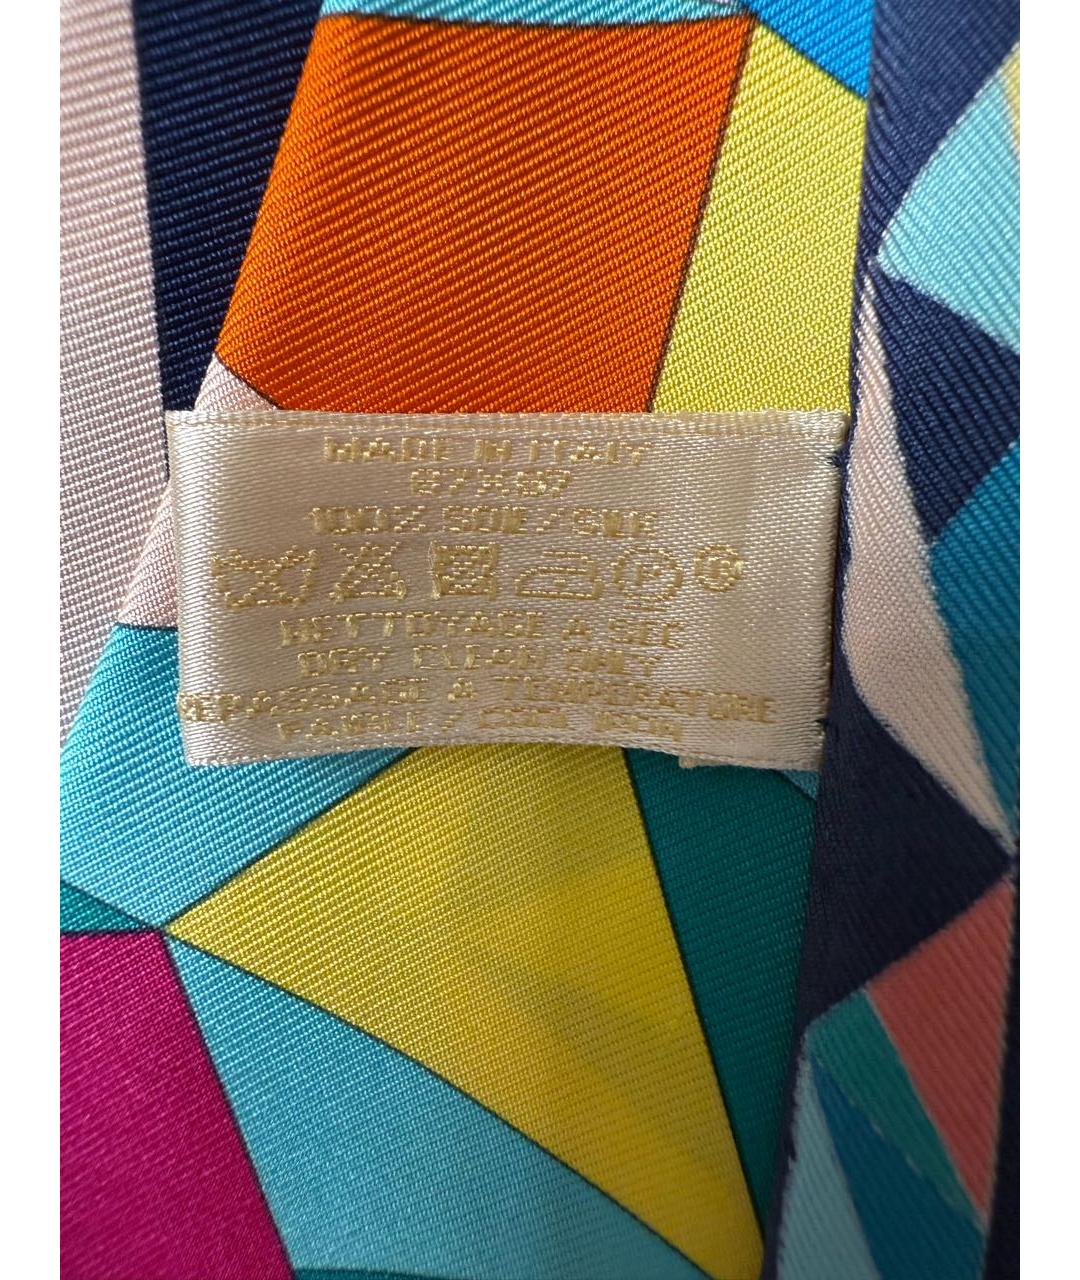 MADE IN ITALY
87X87
100% SOIE/SILK
P R
NETTOYAGE A SEC
DRY CLEAN ONLY
REPASSAGE A TEMPERATURE
FAIBLE / COOL IRON